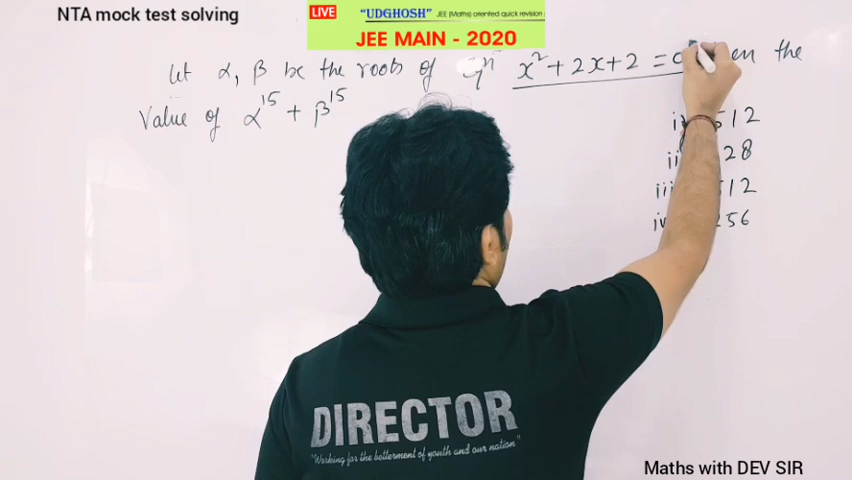 NTA mock test solving
LIVE
"UDGHOSH" JEE (Maths) oriented quick revision
JEE MAIN - 2020
Let α, β be the roots of x² + 2x + 2 = 0 the
Value of α¹⁵ + β¹⁵
512
28
iii 512
iv 256
DIRECTOR
"Working for the betterment of youth and our nation"
Maths with DEV SIR